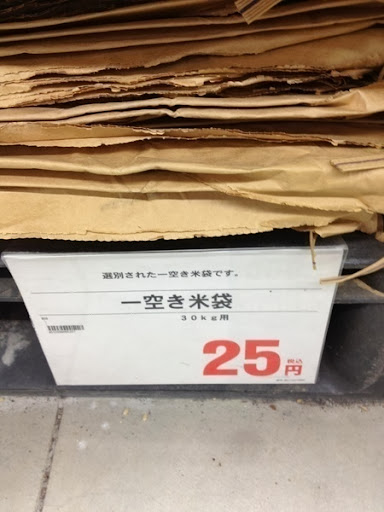 選別された一空き米袋です。
一空き米袋
30kg用
25円
税込